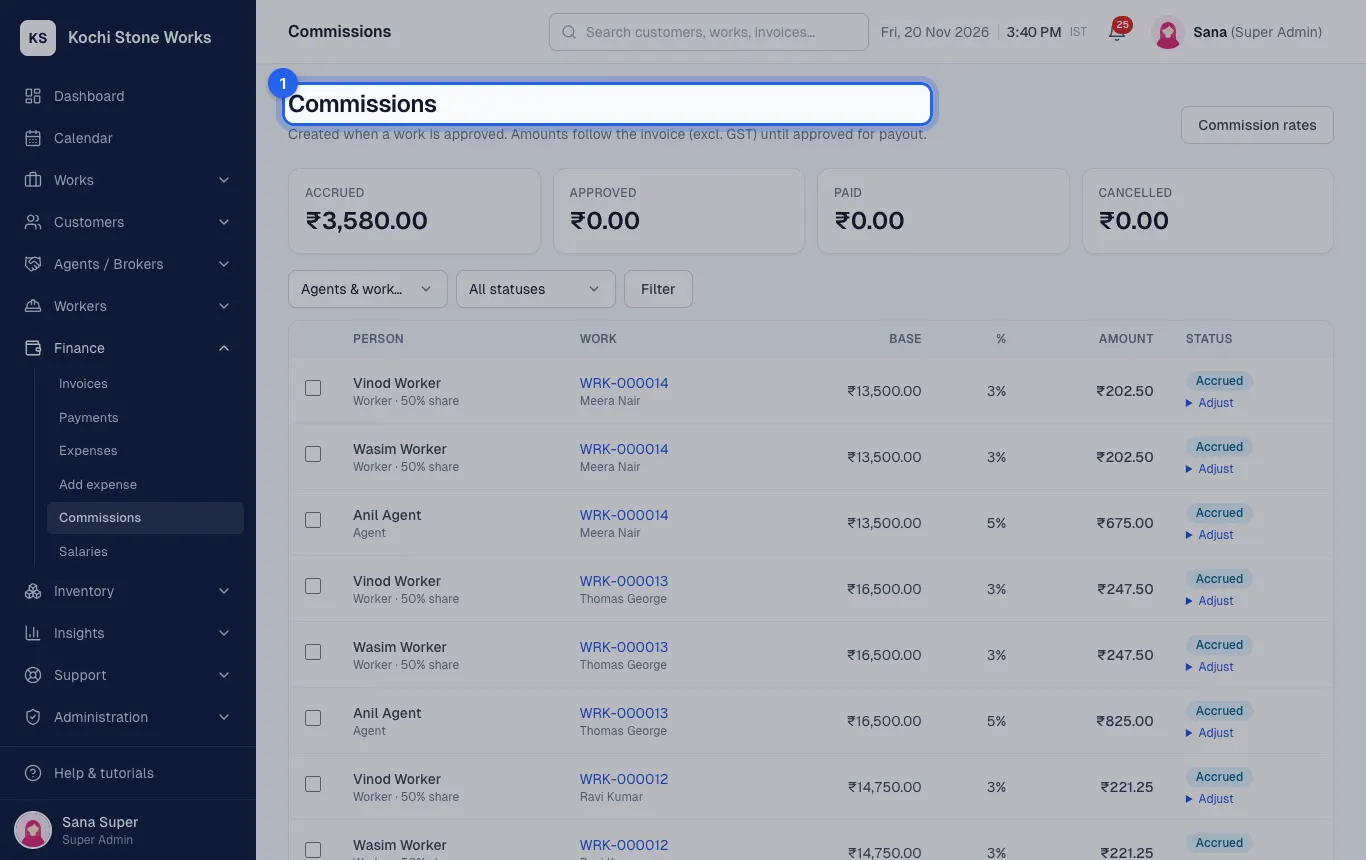 KS Kochi Stone Works
Dashboard
Calendar
Works
Customers
Agents / Brokers
Workers
Finance
Invoices
Payments
Expenses
Add expense
Commissions
Salaries
Inventory
Insights
Support
Administration
Help & tutorials
Sana Super
Super Admin
Commissions
Search customers, works, invoices...
Fri, 20 Nov 2026
3:40 PM IST
25
Sana (Super Admin)
1
Commissions
Created when a work is approved. Amounts follow the invoice (excl. GST) until approved for payout.
Commission rates
ACCRUED
₹3,580.00
APPROVED
₹0.00
PAID
₹0.00
CANCELLED
₹0.00
Agents & work...
All statuses
Filter
PERSON WORK BASE % AMOUNT STATUS
Vinod Worker WRK-000014 ₹13,500.00 3% ₹202.50 Accrued
Worker · 50% share Meera Nair Adjust
Wasim Worker WRK-000014 ₹13,500.00 3% ₹202.50 Accrued
Worker · 50% share Meera Nair Adjust
Anil Agent WRK-000014 ₹13,500.00 5% ₹675.00 Accrued
Agent Meera Nair Adjust
Vinod Worker WRK-000013 ₹16,500.00 3% ₹247.50 Accrued
Worker · 50% share Thomas George Adjust
Wasim Worker WRK-000013 ₹16,500.00 3% ₹247.50 Accrued
Worker · 50% share Thomas George Adjust
Anil Agent WRK-000013 ₹16,500.00 5% ₹825.00 Accrued
Agent Thomas George Adjust
Vinod Worker WRK-000012 ₹14,750.00 3% ₹221.25 Accrued
Worker · 50% share Ravi Kumar Adjust
Wasim Worker WRK-000012 ₹14,750.00 3% ₹221.25 Accrued